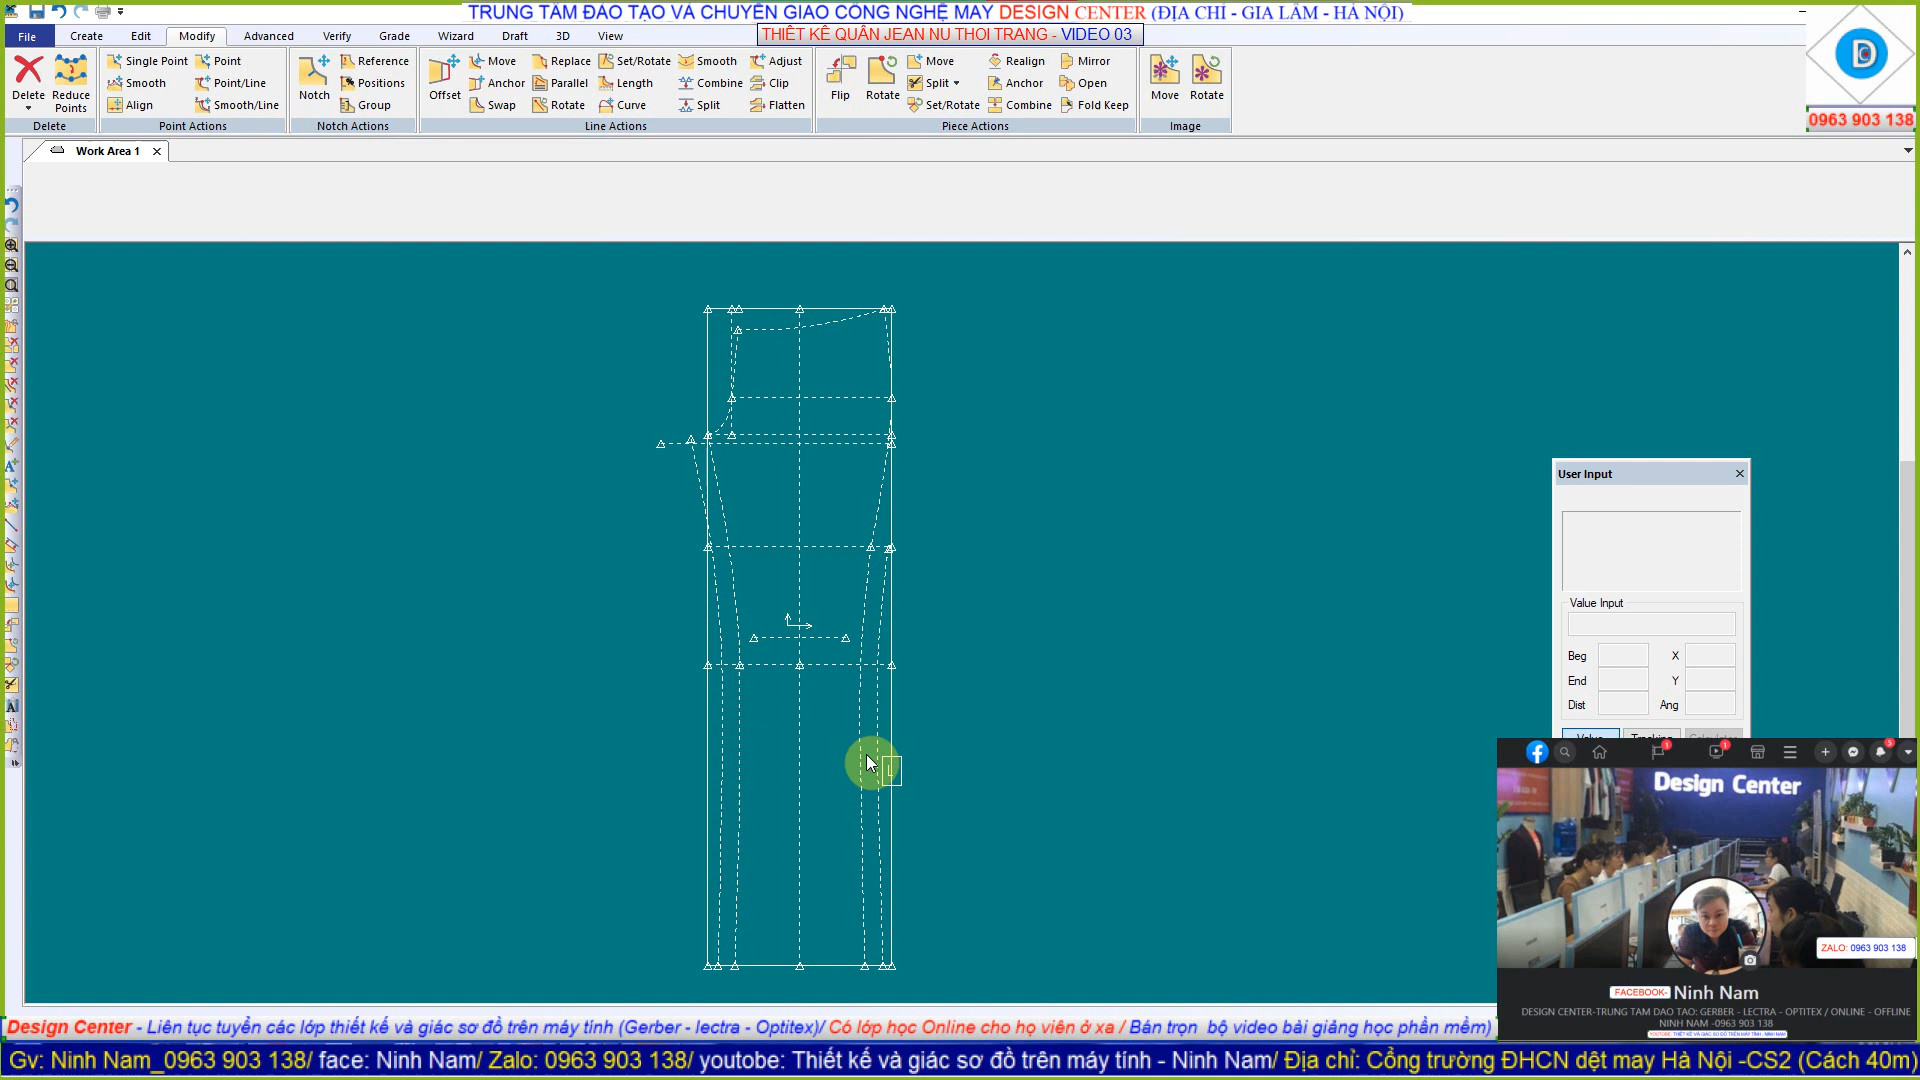 TRUNG TÂM ĐÀO TẠO VÀ CHUYỂN GIAO CÔNG NGHỆ MAY DESIGN CENTER (ĐỊA CHỈ - GIA LÂM - HÀ NỘI)
THIẾT KẾ QUẦN JEAN NU THOI TRANG - VIDEO 03
File Create Edit Modify Advanced Verify Grade Wizard Draft 3D View
Single Point Point Reference Move Replace Set/Rotate Smooth Adjust Move Realign Mirror
Delete Reduce Points Smooth Point/Line Notch Positions Offset Anchor Parallel Length Combine Clip Flip Rotate Split Anchor Open Move Rotate
Align Smooth/Line Group Swap Rotate Curve Split Flatten Set/Rotate Combine Fold Keep
Delete Point Actions Notch Actions Line Actions Piece Actions Image
0963 903 138
Work Area 1
User Input
Value Input
Beg X
End Y
Dist Ang
Design Center
ZALO: 0963 903 138
FACEBOOK- Ninh Nam
DESIGN CENTER-TRUNG TAM DAO TAO: GERBER - LECTRA - OPTITEX / ONLINE - OFFLINE
NINH NAM -0963 903 138
Design Center - Liên tục tuyển các lớp thiết kế và giác sơ đồ trên máy tính (Gerber - lectra - Optitex)/ Có lớp học Online cho họ viên ở xa / Bán trọn bộ video bài giảng học phần mềm)
Gv: Ninh Nam_0963 903 138/ face: Ninh Nam/ Zalo: 0963 903 138/ youtobe: Thiết kế và giác sơ đồ trên máy tính - Ninh Nam/ Địa chỉ: Cổng trường ĐHCN dệt may Hà Nội -CS2 (Cách 40m)